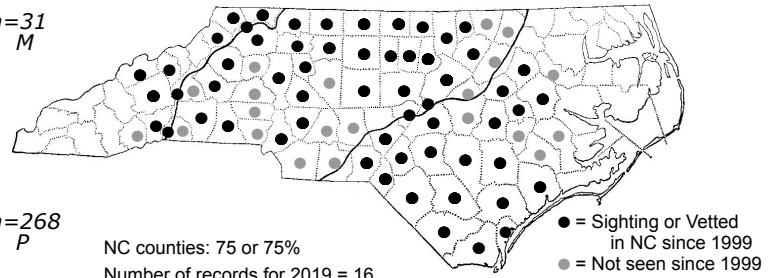 =31
M
=268
P
NC counties: 75 or 75%
Number of records for 2019 = 16
● = Sighting or Vetted
in NC since 1999
● = Not seen since 1999